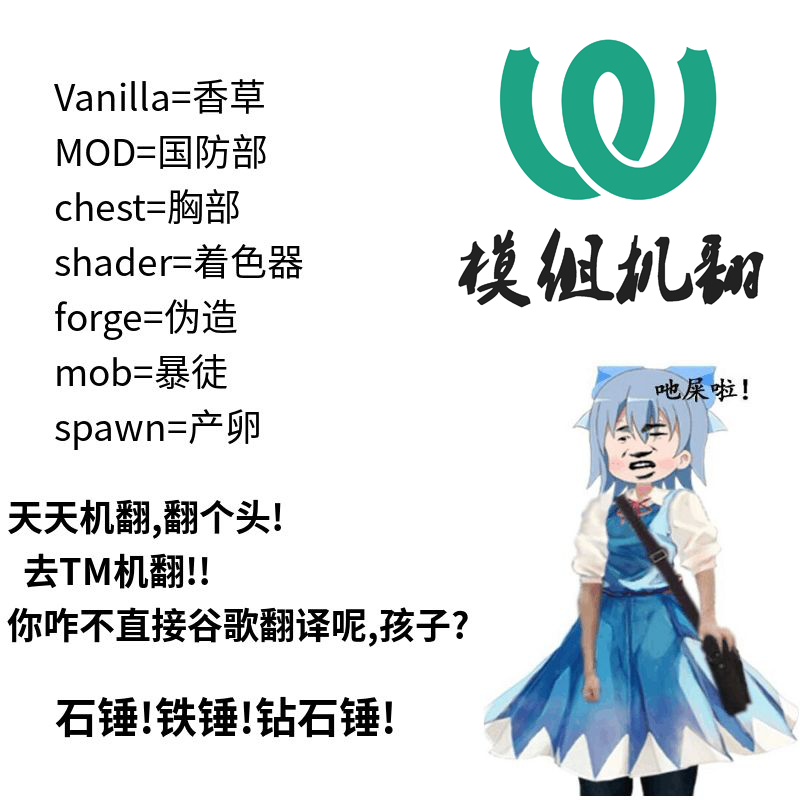 Vanilla=香草
MOD=国防部
chest=胸部
shader=着色器
forge=伪造
mob=暴徒
spawn=产卵
模组机翻
吔屎啦!
天天机翻,翻个头!
去TM机翻!!
你咋不直接谷歌翻译呢,孩子?
石锤!铁锤!钻石锤!